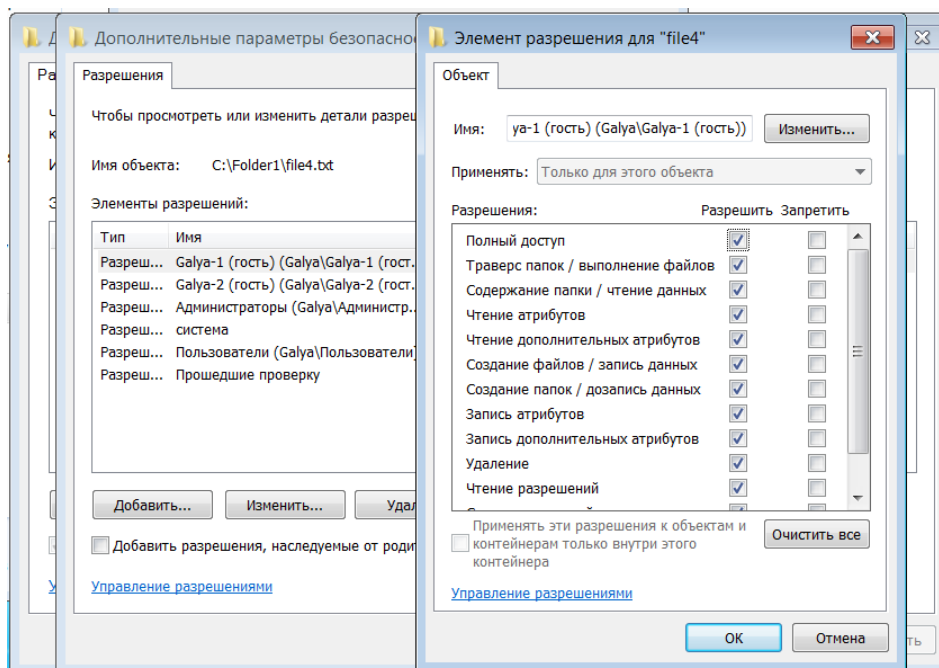 Дополнительные параметры безопасно
Разрешения
Чтобы просмотреть или изменить детали разреш
Имя объекта: C:\Folder1\file4.txt
Элементы разрешений:
Тип Имя
Разреш... Galya-1 (гость) (Galya\Galya-1 (гост...
Разреш... Galya-2 (гость) (Galya\Galya-2 (гост...
Разреш... Администраторы (Galya\Администр...
Разреш... система
Разреш... Пользователи (Galya\Пользователи)
Разреш... Прошедшие проверку
Добавить... Изменить... Удал
Добавить разрешения, наследуемые от роди
Управление разрешениями
Элемент разрешения для "file4"
Объект
Имя: ya-1 (гость) (Galya\Galya-1 (гость)) Изменить...
Применять: Только для этого объекта
Разрешения: Разрешить Запретить
Полный доступ
Траверс папок / выполнение файлов
Содержание папки / чтение данных
Чтение атрибутов
Чтение дополнительных атрибутов
Создание файлов / запись данных
Создание папок / дозапись данных
Запись атрибутов
Запись дополнительных атрибутов
Удаление
Чтение разрешений
Применять эти разрешения к объектам и
контейнерам только внутри этого
контейнера
Очистить все
Управление разрешениями
ОК Отмена